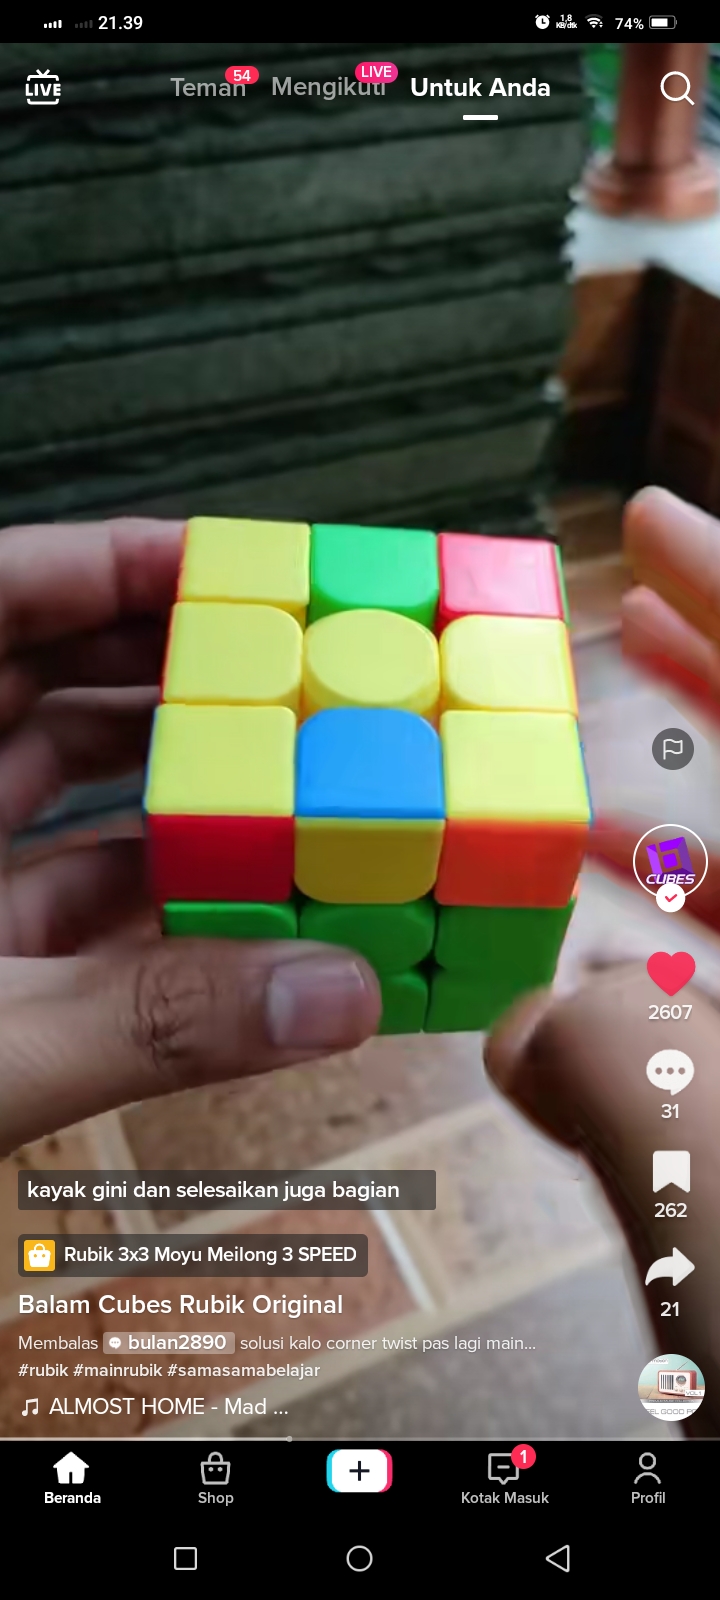 21.39
1,8
KB/dtk
74%
LIVE
Teman
54
Mengikuti
LIVE
Untuk Anda
CUBES
2607
31
262
21
kayak gini dan selesaikan juga bagian
Rubik 3x3 Moyu Meilong 3 SPEED
Balam Cubes Rubik Original
Membalas bulan2890 solusi kalo corner twist pas lagi main...
#rubik #mainrubik #samasamabelajar
ALMOST HOME - Mad ...
Beranda
Shop
Kotak Masuk
1
Profil